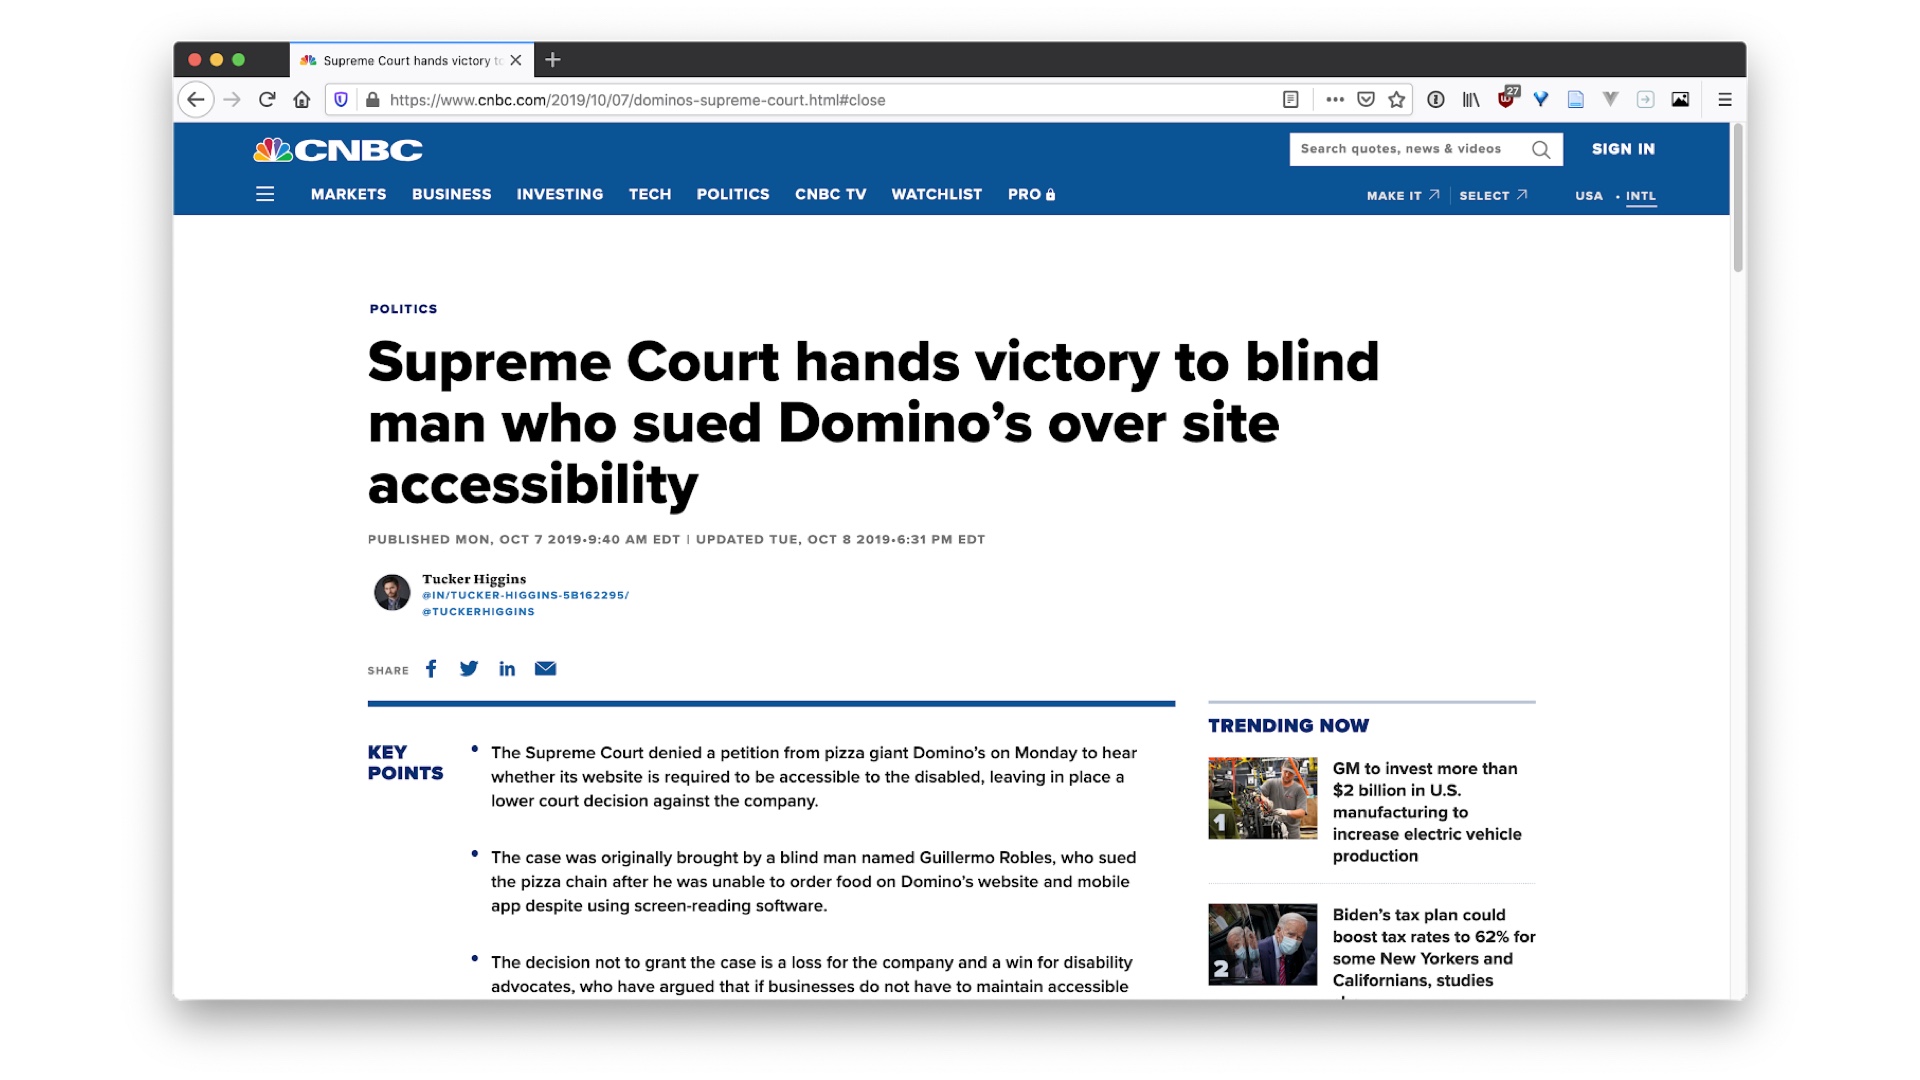 Supreme Court hands victory to
https://www.cnbc.com/2019/10/07/dominos-supreme-court.html#close
27
CNBC
Search quotes, news & videos
SIGN IN
MARKETS BUSINESS INVESTING TECH POLITICS CNBC TV WATCHLIST PRO
MAKE IT SELECT USA • INTL
POLITICS
Supreme Court hands victory to blind
man who sued Domino’s over site
accessibility
PUBLISHED MON, OCT 7 2019•9:40 AM EDT | UPDATED TUE, OCT 8 2019•6:31 PM EDT
Tucker Higgins
@IN/TUCKER-HIGGINS-5B162295/
@TUCKERHIGGINS
SHARE
KEY
POINTS
• The Supreme Court denied a petition from pizza giant Domino’s on Monday to hear
whether its website is required to be accessible to the disabled, leaving in place a
lower court decision against the company.
• The case was originally brought by a blind man named Guillermo Robles, who sued
the pizza chain after he was unable to order food on Domino’s website and mobile
app despite using screen-reading software.
• The decision not to grant the case is a loss for the company and a win for disability
advocates, who have argued that if businesses do not have to maintain accessible
TRENDING NOW
1
GM to invest more than
$2 billion in U.S.
manufacturing to
increase electric vehicle
production
2
Biden’s tax plan could
boost tax rates to 62% for
some New Yorkers and
Californians, studies